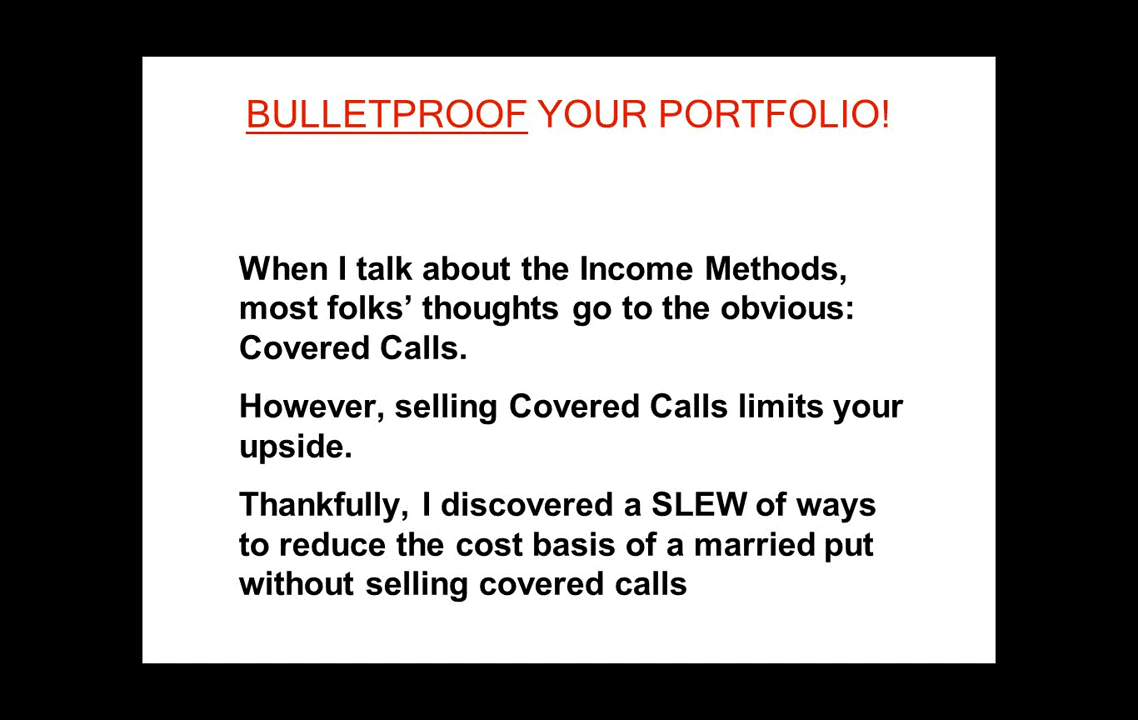 BULLETPROOF YOUR PORTFOLIO!
When I talk about the Income Methods,
most folks’ thoughts go to the obvious:
Covered Calls.
However, selling Covered Calls limits your
upside.
Thankfully, I discovered a SLEW of ways
to reduce the cost basis of a married put
without selling covered calls